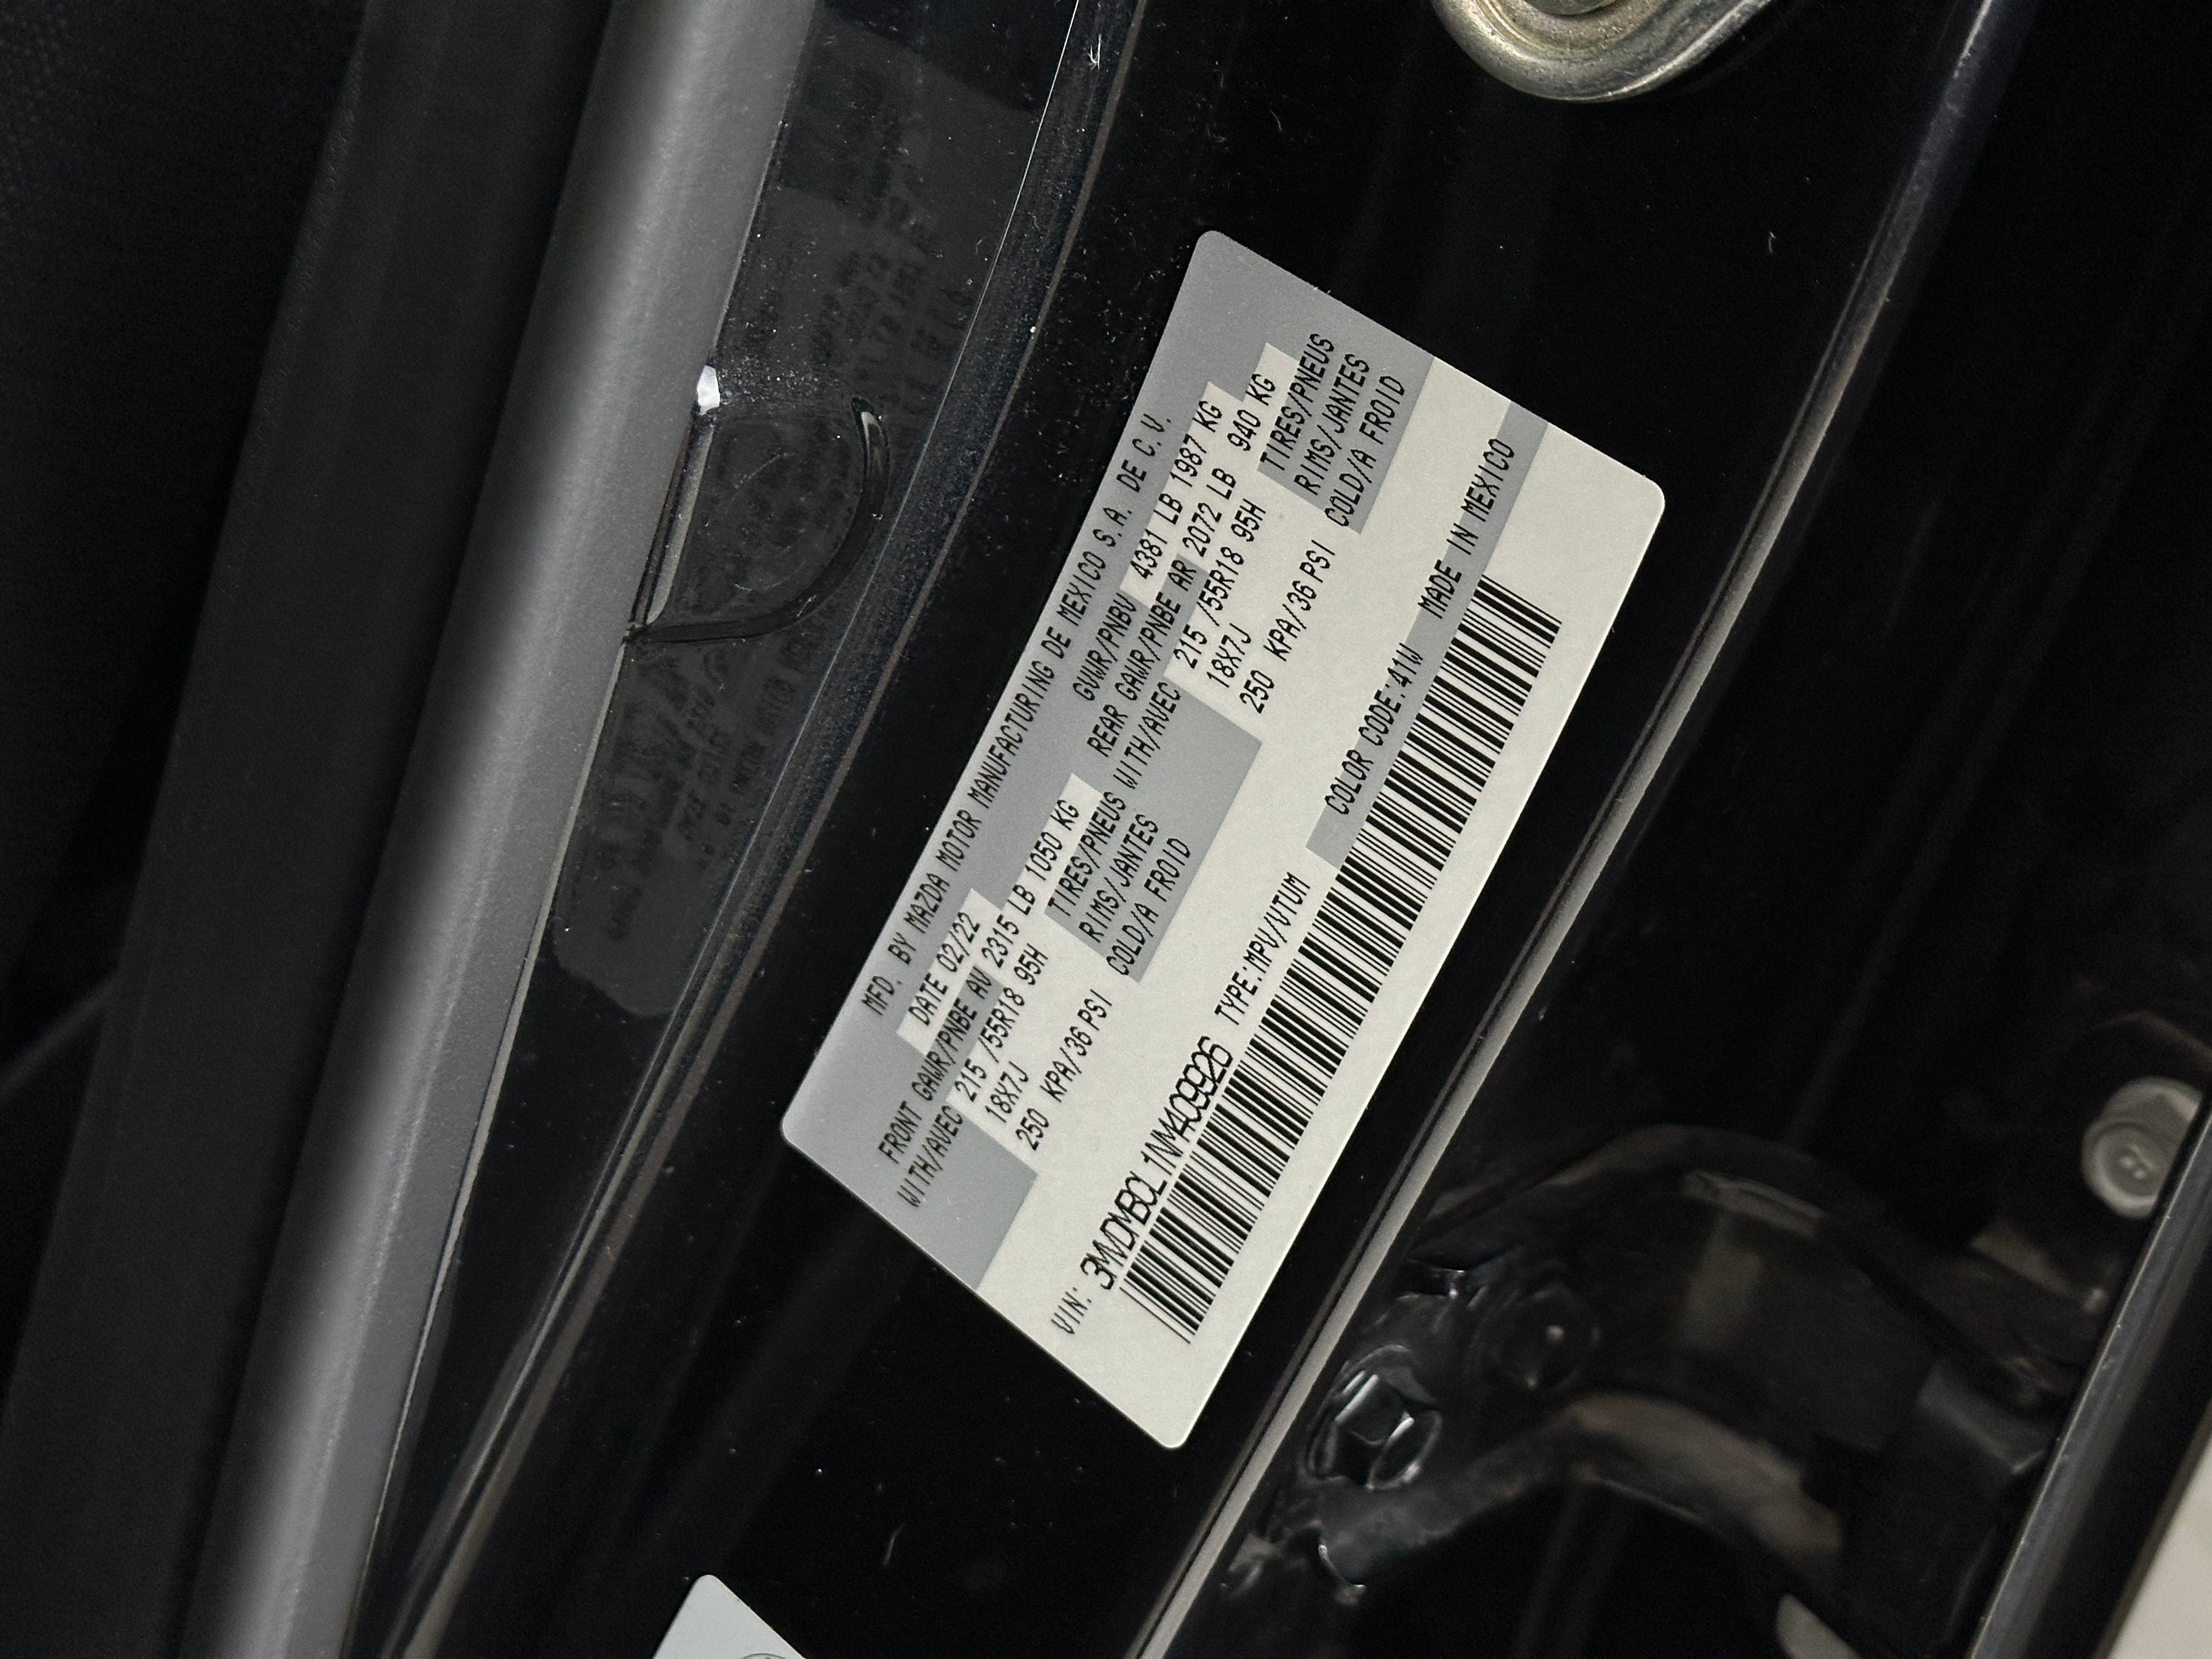 MFD. BY MAZDA MOTOR MANUFACTURING DE MEXICO S.A. DE C.V.
DATE 02/22 GVWR/PNBV 4381 LB 1987 KG
FRONT GAWR/PNBE AV 2315 LB 1050 KG REAR GAWR/PNBE AR 2072 LB 940 KG
WITH/AVEC 215 /55R18 95H TIRES/PNEUS WITH/AVEC 215 /55R18 95H TIRES/PNEUS
18X7J RIMS/JANTES 18X7J RIMS/JANTES
250 KPA/36 PSI COLD/A FROID 250 KPA/36 PSI COLD/A FROID
VIN: 3MVDMBCL1NM409926 TYPE:MPV/VTUM COLOR CODE:41W MADE IN MEXICO